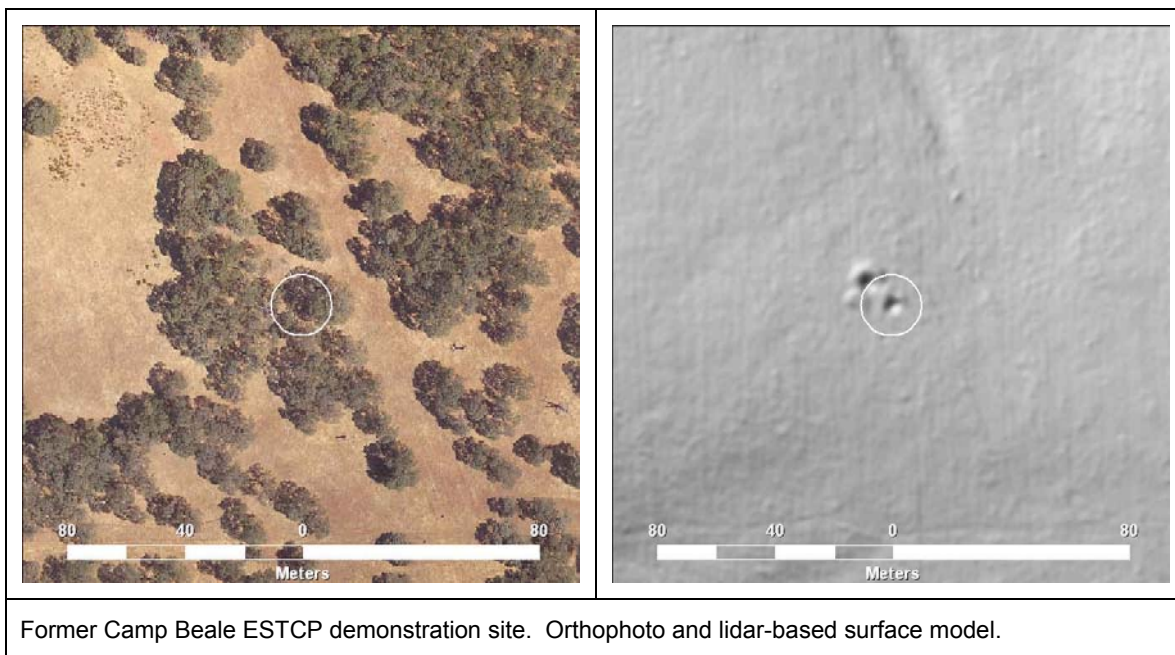 80 40 0 80
Meters
80 40 0 80
Meters
Former Camp Beale ESTCP demonstration site. Orthophoto and lidar-based surface model.